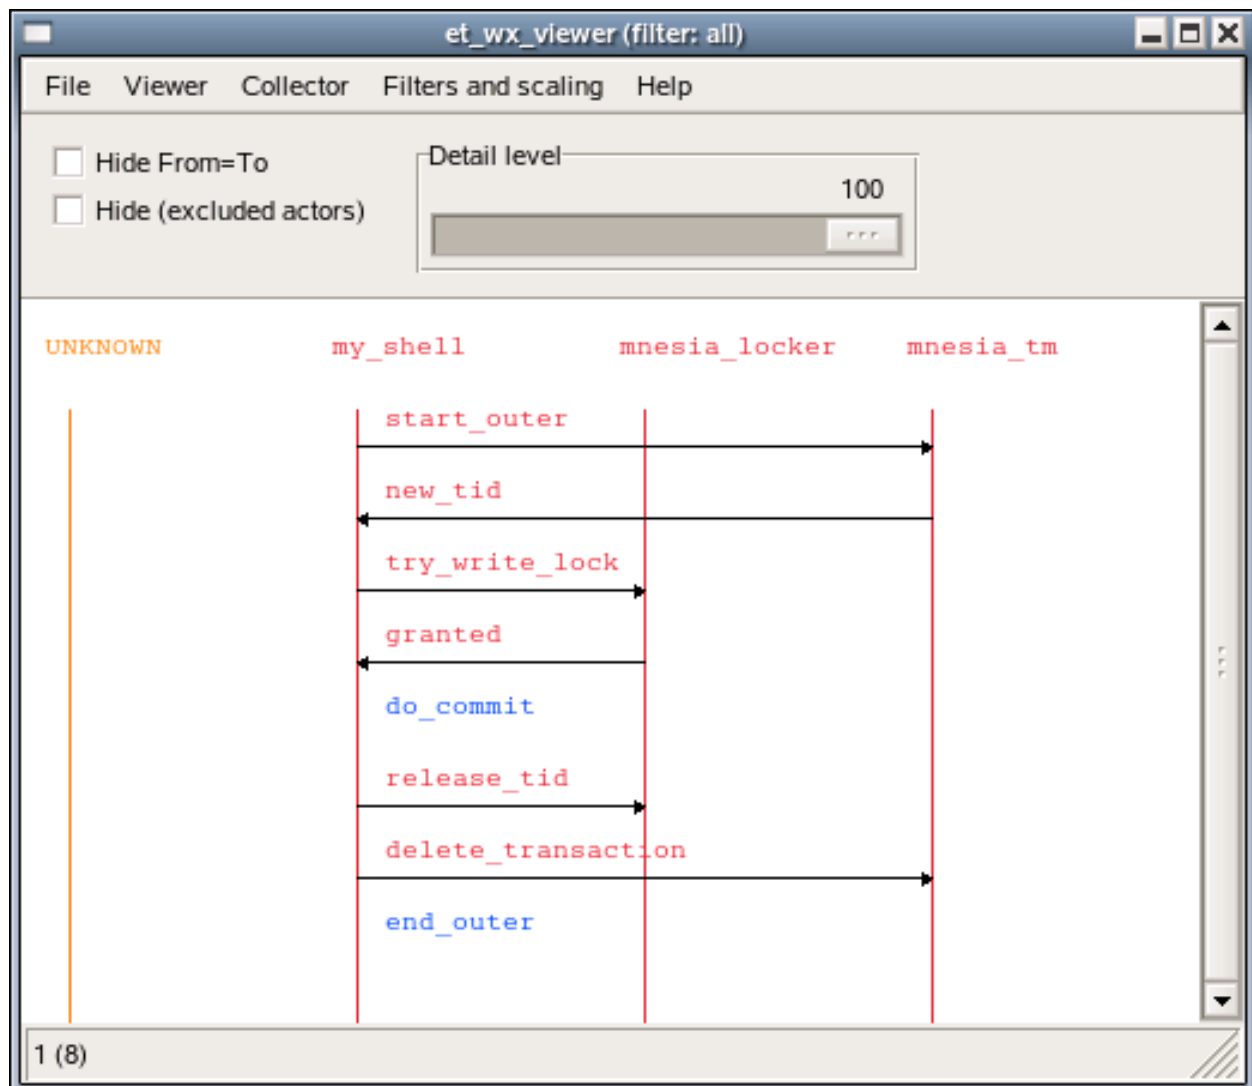 et_wx_viewer (filter: all)
File Viewer Collector Filters and scaling Help
Hide From=To
Hide (excluded actors)
Detail level
100
UNKNOWN my_shell mnesia_locker mnesia_tm
start_outer
new_tid
try_write_lock
granted
do_commit
release_tid
delete_transaction
end_outer
1 (8)